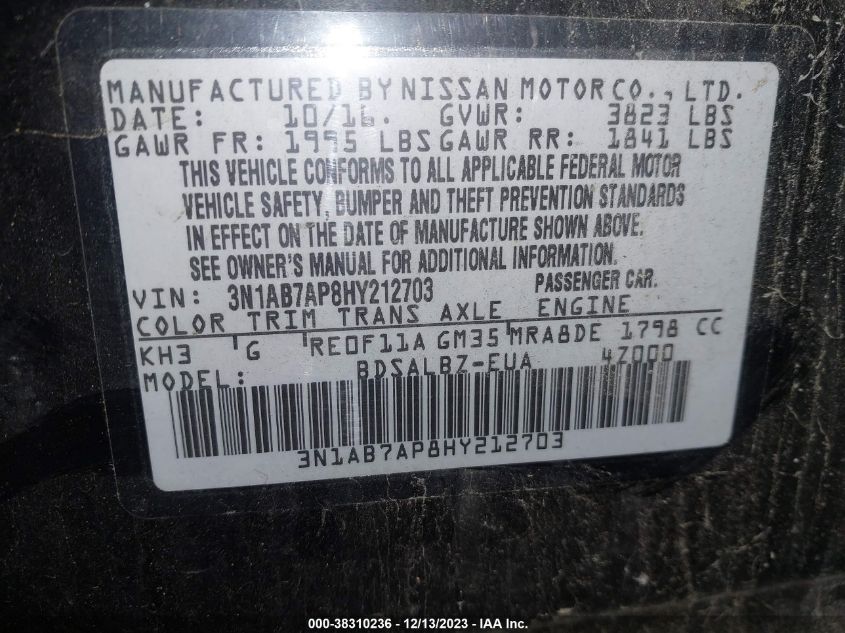 MANUFACTURED BY NISSAN MOTOR CO., LTD.
DATE: 10/16. GVWR: 3823 LBS
GAWR FR: 1995 LBS GAWR RR: 1841 LBS
THIS VEHICLE CONFORMS TO ALL APPLICABLE FEDERAL MOTOR
VEHICLE SAFETY, BUMPER AND THEFT PREVENTION STANDARDS
IN EFFECT ON THE DATE OF MANUFACTURE SHOWN ABOVE.
SEE OWNER'S MANUAL FOR ADDITIONAL INFORMATION.
VIN: 3N1AB7AP8HY212703 PASSENGER CAR.
COLOR TRIM TRANS AXLE ENGINE
KH3 G RE0F11A GM35 MRA8DE 1798 CC
MODEL: BDSALBZ-EUA 4Z000
3N1AB7AP8HY212703
000-38310236 - 12/13/2023 - IAA Inc.